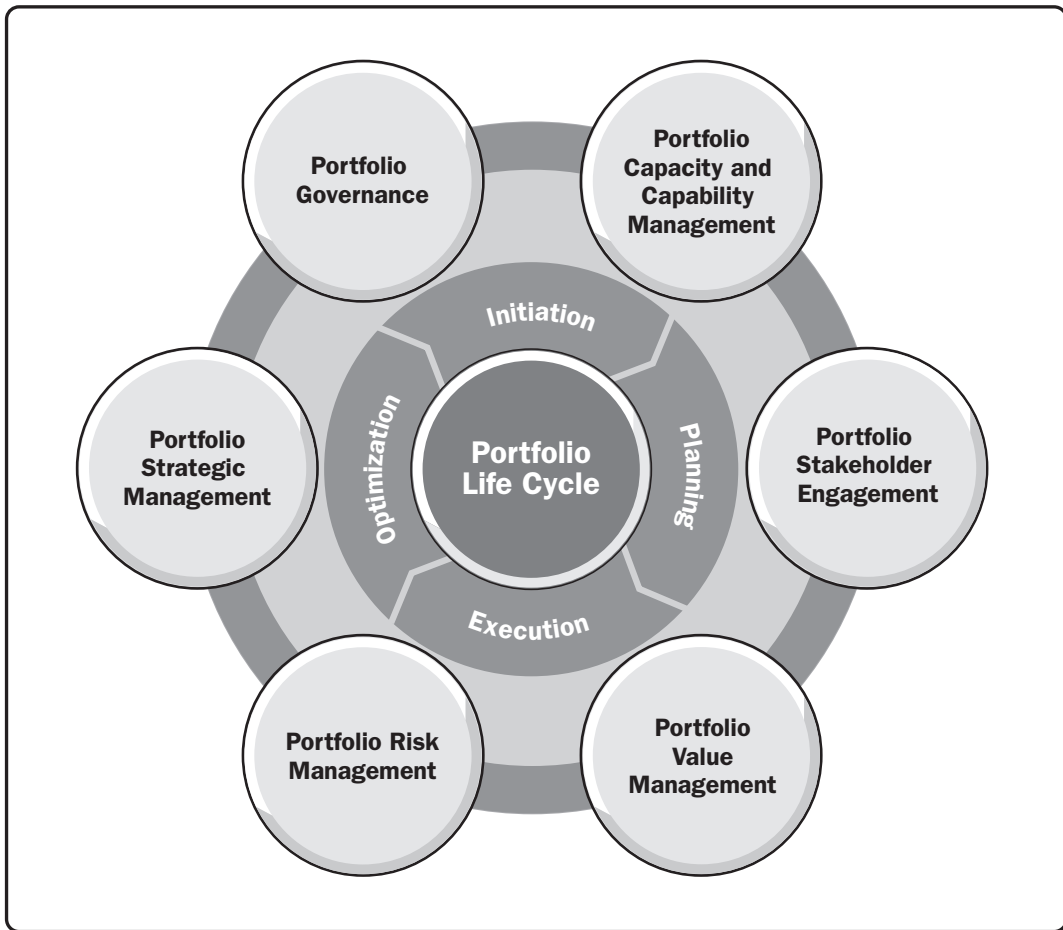 Portfolio
Governance
Portfolio
Capacity and
Capability
Management
Initiation
Portfolio
Strategic
Management
Optimization
Portfolio
Life Cycle
Planning
Portfolio
Stakeholder
Engagement
Execution
Portfolio Risk
Management
Portfolio
Value
Management